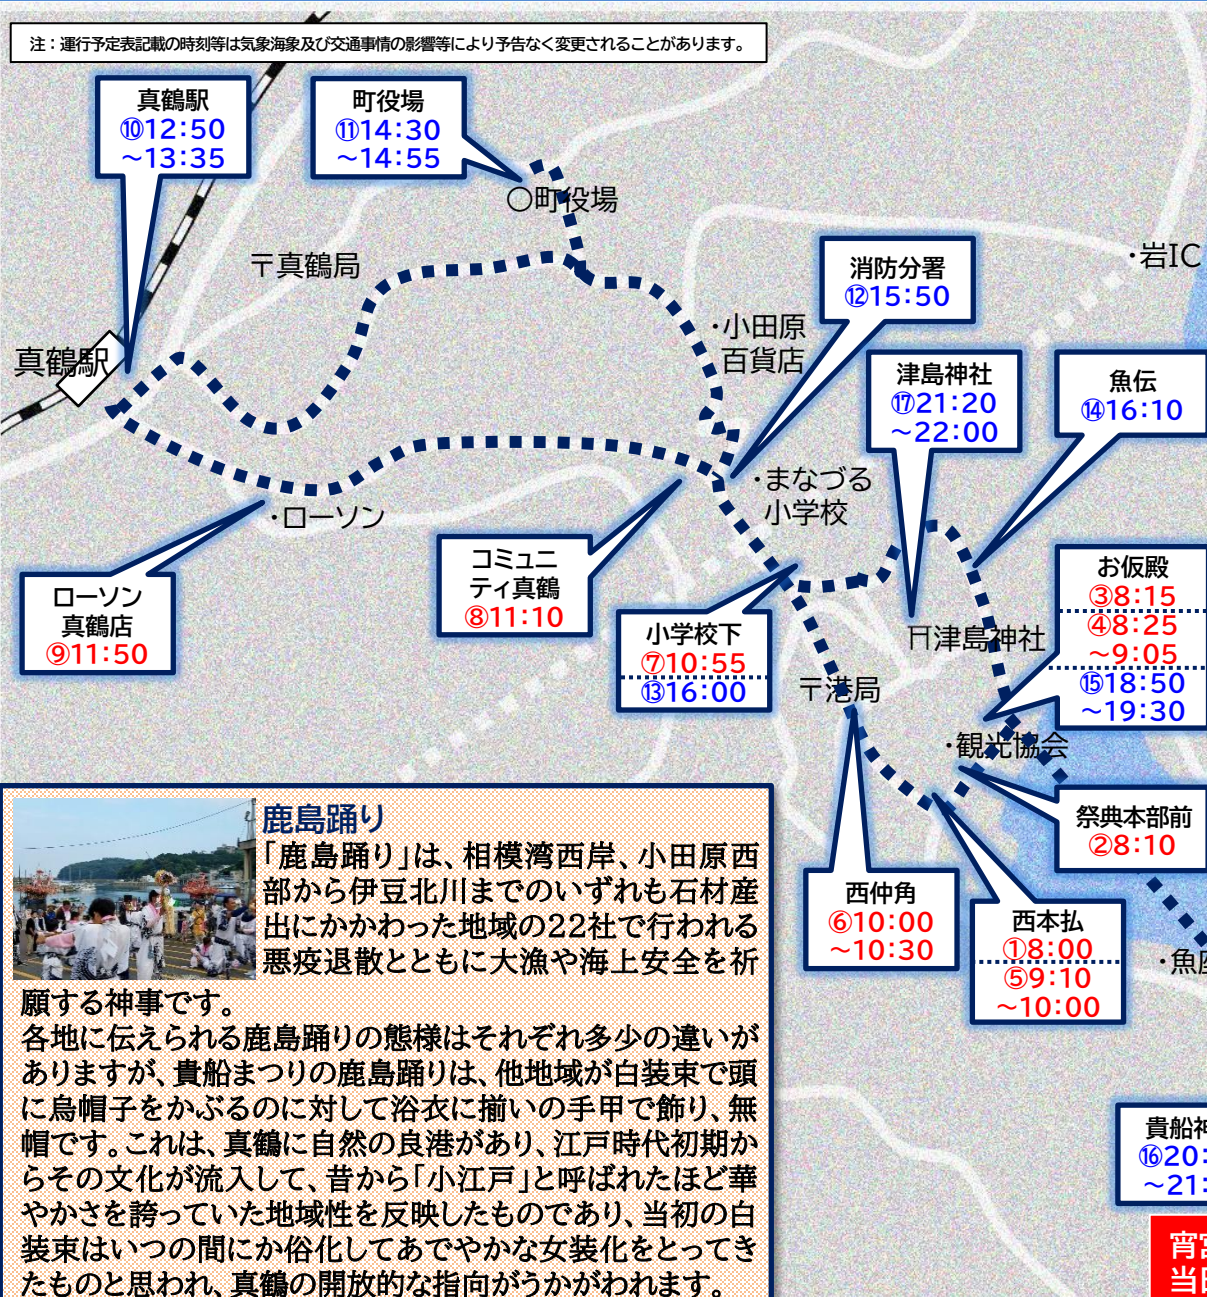 注：運行予定表記載の時刻等は気象海象及び交通事情の影響等により予告なく変更されることがあります。
真鶴駅
⑩12:50
～13:35
町役場
⑪14:30
～14:55
〇町役場
〒真鶴局
・岩IC
消防分署
⑫15:50
・小田原
百貨店
真鶴駅
津島神社
⑰21:20
～22:00
魚伝
⑭16:10
・まなづる
小学校
・ローソン
コミュニ
ティ真鶴
⑧11:10
ローソン
真鶴店
⑨11:50
お仮殿
③8:15
④8:25
～9:05
⑮18:50
～19:30
小学校下
⑦10:55
⑬16:00
⛩津島神社
〒港局
・観光協会
祭典本部前
②8:10
西仲角
⑥10:00
～10:30
西本払
①8:00
⑤9:10
～10:00
・魚
鹿島踊り
「鹿島踊り」は、相模湾西岸、小田原西
部から伊豆北川までのいずれも石材産
出にかかわった地域の22社で行われる
悪疫退散とともに大漁や海上安全を祈
願する神事です。
各地に伝えられる鹿島踊りの態様はそれぞれ多少の違いが
ありますが、貴船まつりの鹿島踊りは、他地域が白装束で頭
に烏帽子をかぶるのに対して浴衣に揃いの手甲で飾り、無
帽です。これは、真鶴に自然の良港があり、江戸時代初期か
らその文化が流入して、昔から「小江戸」と呼ばれたほど華
やかさを誇っていた地域性を反映したものであり、当初の白
装束はいつの間にか俗化してあでやかな女装化をとってき
たものと思われ、真鶴の開放的な指向がうかがわれます。
貴船神
⑯20:
～21:
宵宮
当日